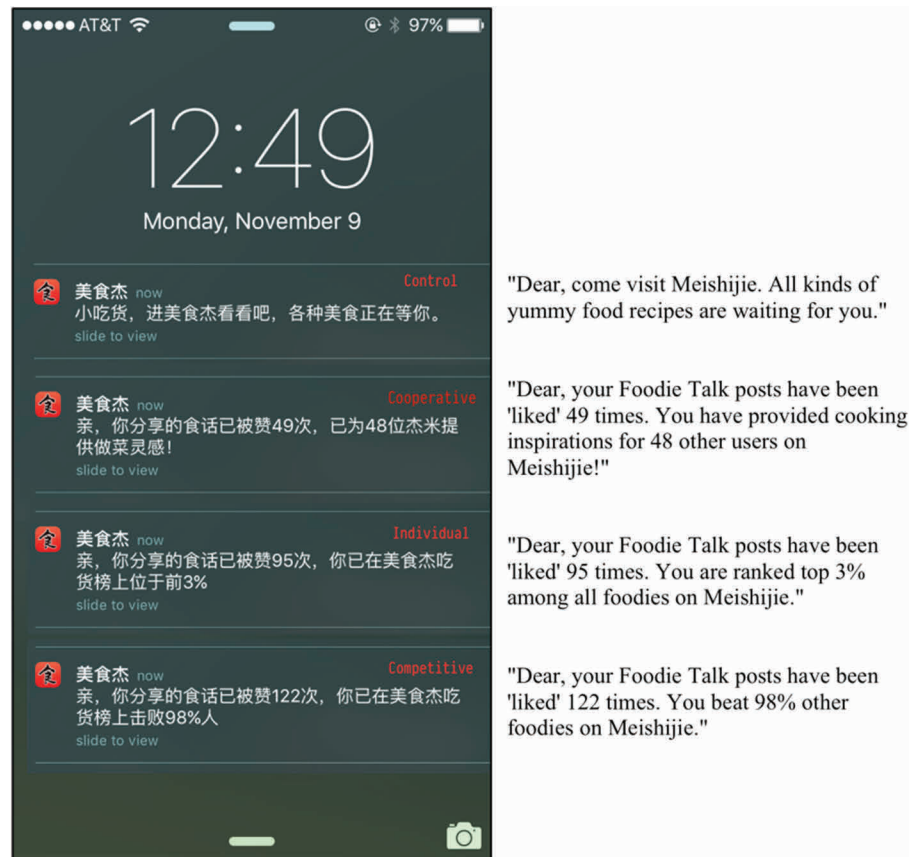 AT&T 97%
12:49
Monday, November 9
Control
美食杰 now
小吃货，进美食杰看看吧，各种美食正在等你。
slide to view
"Dear, come visit Meishijie. All kinds of
yummy food recipes are waiting for you."
Cooperative
美食杰 now
亲，你分享的食话已被赞49次，已为48位杰米提
供做菜灵感！
slide to view
"Dear, your Foodie Talk posts have been
'liked' 49 times. You have provided cooking
inspirations for 48 other users on
Meishijie!"
Individual
美食杰 now
亲，你分享的食话已被赞95次，你已在美食杰吃
货榜上位于前3%
slide to view
"Dear, your Foodie Talk posts have been
'liked' 95 times. You are ranked top 3%
among all foodies on Meishijie."
Competitive
美食杰 now
亲，你分享的食话已被赞122次，你已在美食杰吃
货榜上击败98%人
slide to view
"Dear, your Foodie Talk posts have been
'liked' 122 times. You beat 98% other
foodies on Meishijie."
食
食
食
食